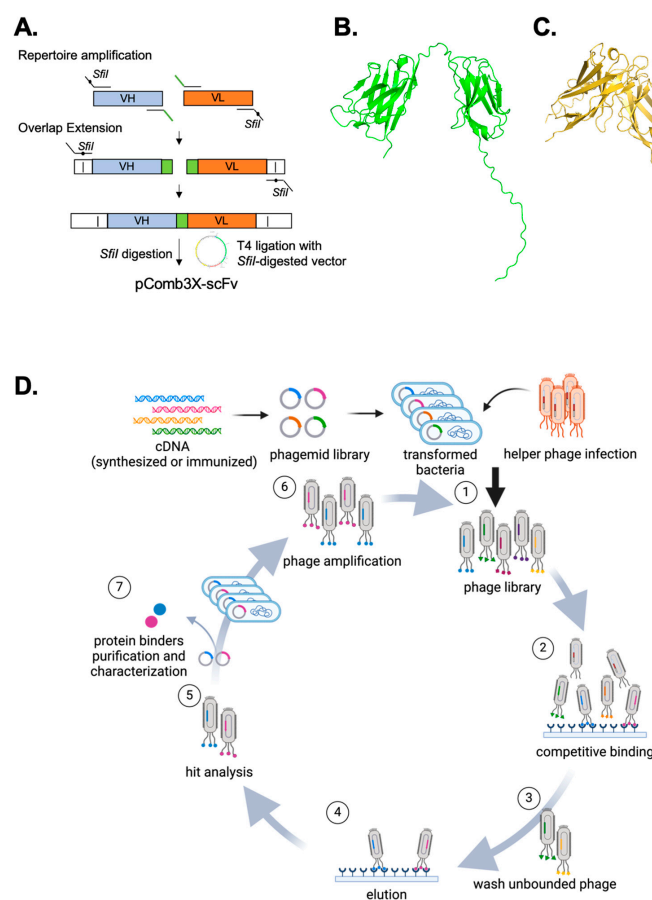 A.
B.
C.
Repertoire amplification
SfiI
VH
VL
SfiI
Overlap Extension
SfiI
VH
VL
SfiI
VH
VL
SfiI digestion
T4 ligation with
SfiI-digested vector
pComb3X-scFv
D.
cDNA
(synthesized or immunized)
phagemid library
transformed
bacteria
helper phage infection
6
1
phage amplification
phage library
7
protein binders
purification and
characterization
2
competitive binding
5
hit analysis
4
elution
3
wash unbounded phage